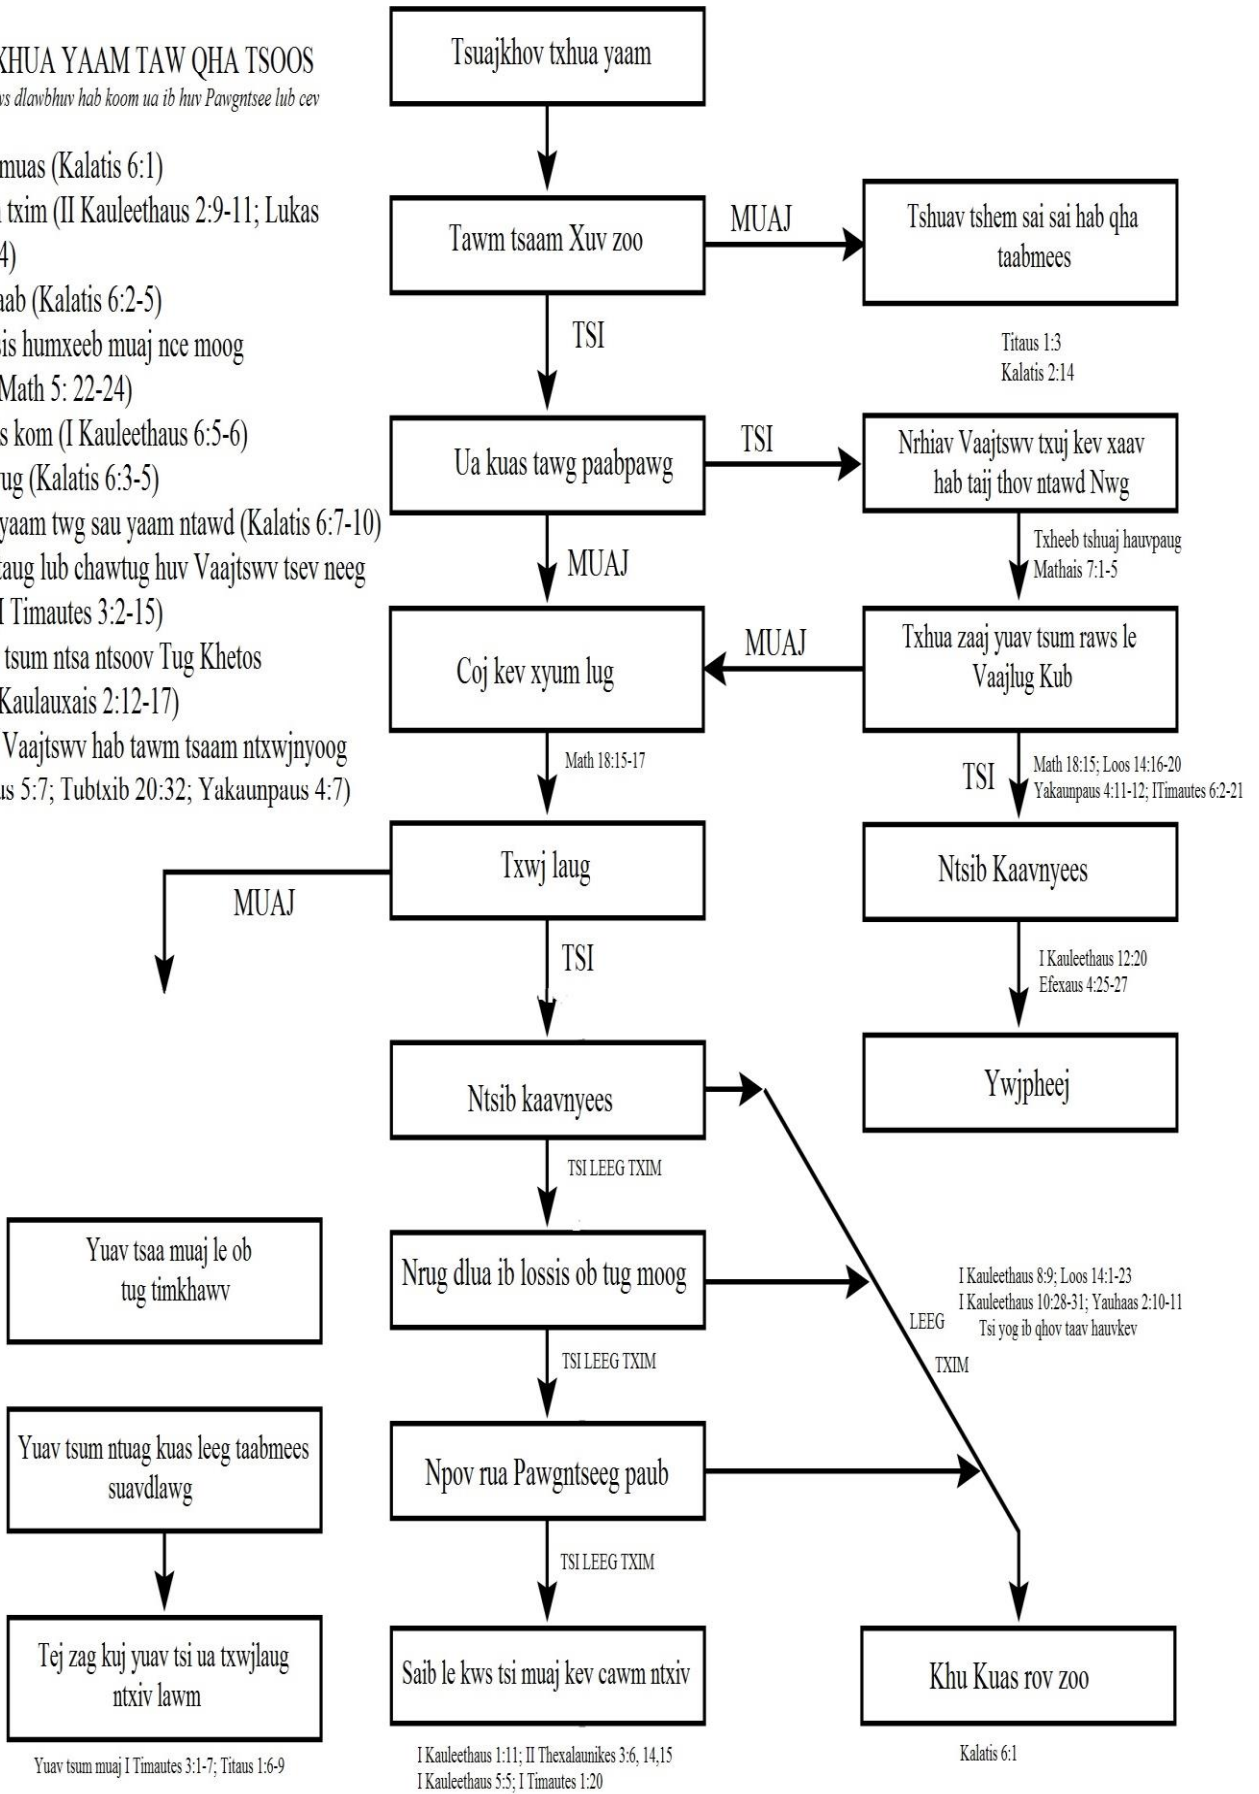 YAAM TAW QHA TSOOS
dlawbhuv hab koom ua ib huv Pawgntsee lub cev
muas (Kalatis 6:1)
txim (II Kauleethaus 2:9-11; Lukas
(Kalatis 6:2-5)
humxeeb muaj nce moog
Math 5: 22-24)
kom (I Kauleethaus 6:5-6)
(Kalatis 6:3-5)
yaam twg sau yaam ntawd (Kalatis 6:7-10)
lub chawtug huv Vaajtswv tsev neeg
Timautes 3:2-15)
tsum ntsa ntsoov Tug Khetos
Kaulauxais 2:12-17)
Vaajtswv hab tawm tsaam ntxwjnyoog
5:7; Tubtxib 20:32; Yakaunpaus 4:7)
Tsuajkhov txhua yaam
Tawm tsaam Xuv zoo
MUAJ
Tshuav tshem sai sai hab qha
taabmees
Titaus 1:3
Kalatis 2:14
TSI
Ua kuas tawg paabpawg
TSI
Nrhiav Vaajtswv txuj kev xaav
hab taij thov ntawd Nwg
Txheeb tshuaj hauvpaug
Mathais 7:1-5
MUAJ
Coj kev xyum lug
MUAJ
Txhua zaaj yuav tsum raws le
Vaajlug Kub
Math 18:15-17
TSI
Math 18:15; Loos 14:16-20
Yakaunpaus 4:11-12; ITimautes 6:2-21
Txwj laug
MUAJ
Ntsib Kaavnyees
TSI
I Kauleethaus 12:20
Efexaus 4:25-27
Ntsib kaavnyees
Ywjpheej
TSI LEEG TXIM
Yuav tsaa muaj le ob
tug timkhawv
Nrug dlua ib lossis ob tug moog
I Kauleethaus 8:9; Loos 14:1-23
I Kauleethaus 10:28-31; Yauhaas 2:10-11
Tsi yog ib qhov taav hauvkev
LEEG
TXIM
TSI LEEG TXIM
Yuav tsum ntuag kuas leeg taabmees
suavdlawg
Npov rua Pawgntseeg paub
TSI LEEG TXIM
Tej zag kuj yuav tsi ua txwjlaug
ntxiv lawm
Saib le kws tsi muaj kev cawm ntxiv
Khu Kuas rov zoo
Yuav tsum muaj I Timautes 3:1-7; Titaus 1:6-9
I Kauleethaus 1:11; II Thexalaunikes 3:6, 14,15
I Kauleethaus 5:5; I Timautes 1:20
Kalatis 6:1